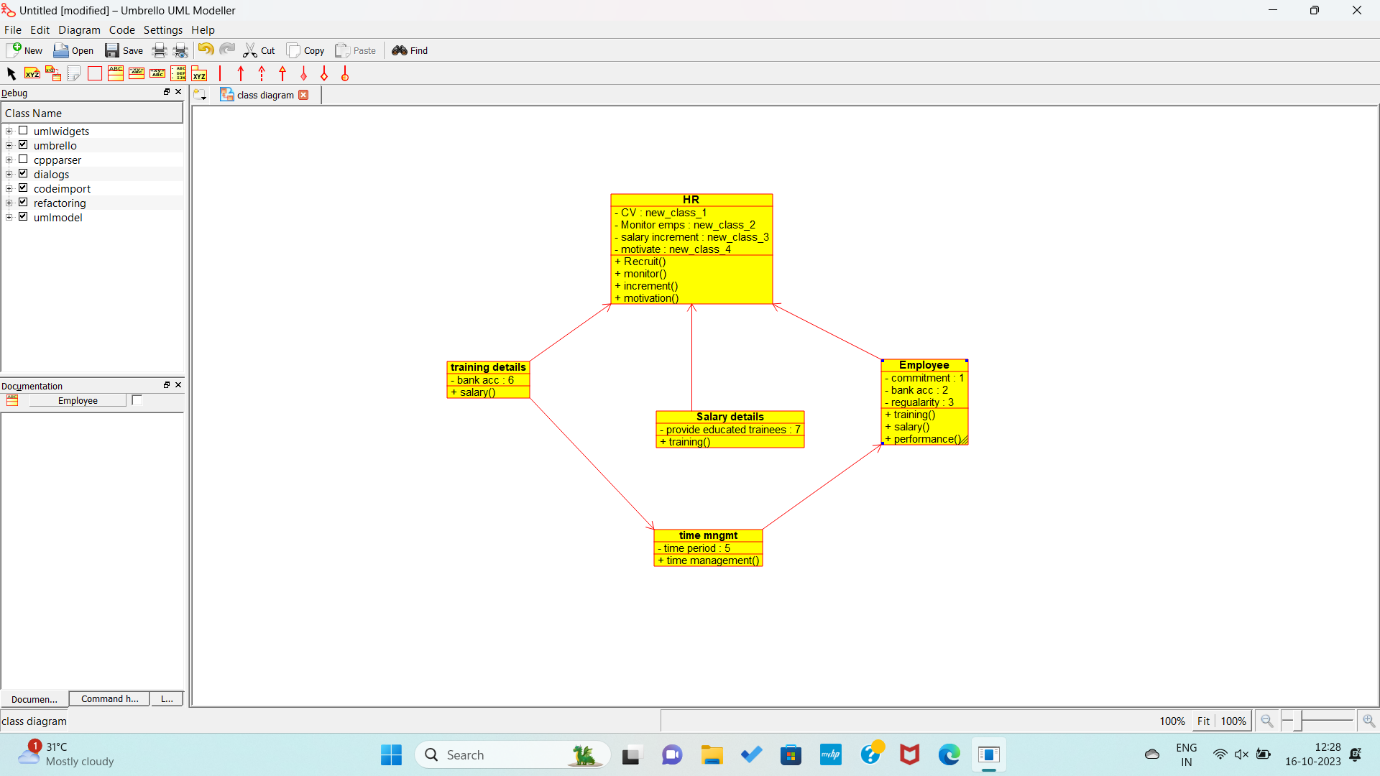 Untitled [modified] – Umbrello UML Modeller
File Edit Diagram Code Settings Help
New Open Save Cut Copy Paste Find
Debug
class diagram
Class Name
umlwidgets
umbrello
cppparser
dialogs
codeimport
refactoring
umlmodel
HR
- CV : new_class_1
- Monitor emps : new_class_2
- salary increment : new_class_3
- motivate : new_class_4
+ Recruit()
+ monitor()
+ increment()
+ motivation()
training details
- bank acc : 6
+ salary()
Employee
- commitment : 1
- bank acc : 2
- regualarity : 3
+ training()
+ salary()
+ performance()
Salary details
- provide educated trainees : 7
+ training()
time mngmt
- time period : 5
+ time management()
Documentation
Employee
Documen... Command h... L...
class diagram
100% Fit 100%
1
31°C
Mostly cloudy
Search
myhp
ENG
IN
12:28
16-10-2023